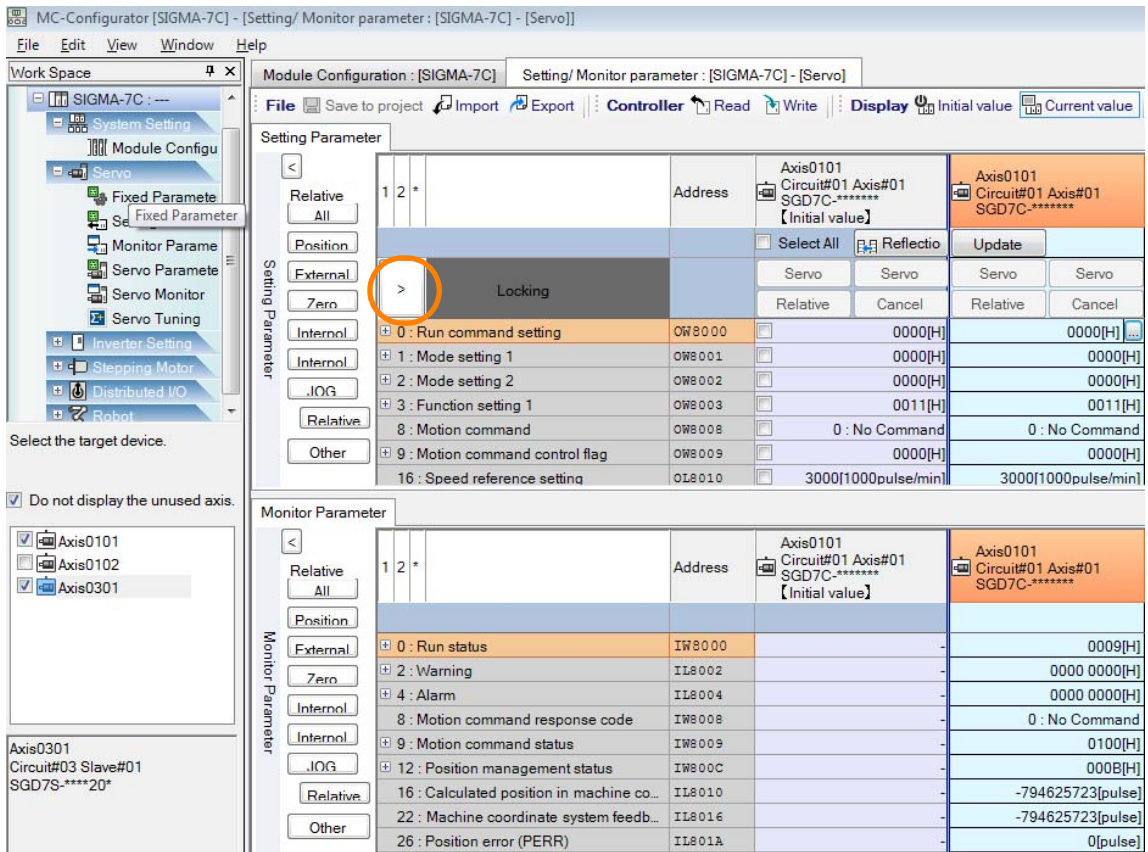 MC-Configurator [SIGMA-7C] - [Setting/ Monitor parameter : [SIGMA-7C] - [Servo]]
File Edit View Window Help
Work Space
SIGMA-7C : ---
System Setting
Module Configu
Servo
Fixed Paramete
Fixed Parameter
Monitor Parame
Servo Paramete
Servo Monitor
Servo Tuning
Inverter Setting
Stepping Motor
Distributed I/O
Robot
Select the target device.
Do not display the unused axis.
Axis0101
Axis0102
Axis0301
Axis0301
Circuit#03 Slave#01
SGD7S-****20*
Module Configuration : [SIGMA-7C] Setting/ Monitor parameter : [SIGMA-7C] - [Servo]
File Save to project Import Export Controller Read Write Display Initial value Current value
Setting Parameter
Setting Parameter
<
Relative
All
Position
External
Zero
Internol
Internol
JOG
Relative
Other
1 2 * Address
Axis0101
Circuit#01 Axis#01
SGD7C-*******
【Initial value】
Axis0101
Circuit#01 Axis#01
SGD7C-*******
Select All Reflectio Update
> Locking
Servo Servo Servo Servo
Relative Cancel Relative Cancel
0 : Run command setting OW8000 0000[H] 0000[H] ...
1 : Mode setting 1 OW8001 0000[H] 0000[H]
2 : Mode setting 2 OW8002 0000[H] 0000[H]
3 : Function setting 1 OW8003 0011[H] 0011[H]
8 : Motion command OW8008 0 : No Command 0 : No Command
9 : Motion command control flag OW8009 0000[H] 0000[H]
16 : Speed reference setting OL8010 3000[1000pulse/min] 3000[1000pulse/min]
Monitor Parameter
Monitor Parameter
<
Relative
All
Position
External
Zero
Internol
Internol
JOG
Relative
Other
1 2 * Address
Axis0101
Circuit#01 Axis#01
SGD7C-*******
【Initial value】
Axis0101
Circuit#01 Axis#01
SGD7C-*******
0 : Run status IW8000 - 0009[H]
2 : Warning IL8002 - 0000 0000[H]
4 : Alarm IL8004 - 0000 0000[H]
8 : Motion command response code IW8008 - 0 : No Command
9 : Motion command status IW8009 - 0100[H]
12 : Position management status IW800C - 000B[H]
16 : Calculated position in machine co... IL8010 - -794625723[pulse]
22 : Machine coordinate system feedb... IL8016 - -794625723[pulse]
26 : Position error (PERR) IL801A - 0[pulse]